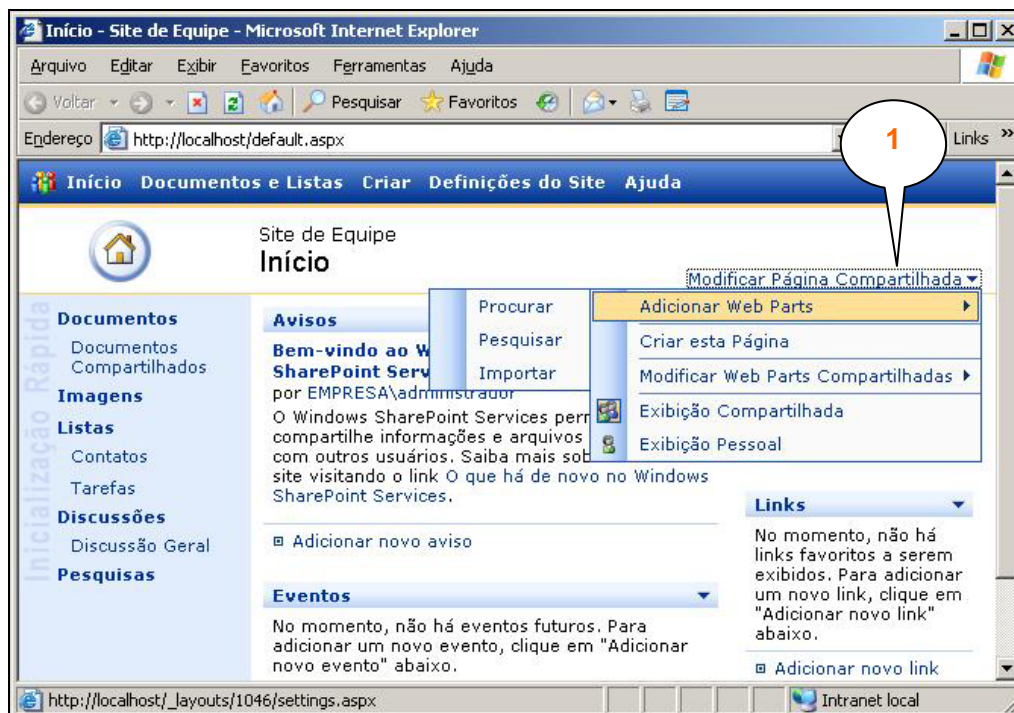 Início - Site de Equipe - Microsoft Internet Explorer
Arquivo Editar Exibir Favoritos Ferramentas Ajuda
Voltar Pesquisar Favoritos
Endereço http://localhost/default.aspx Links »
1
Início Documentos e Listas Criar Definições do Site Ajuda
Site de Equipe
Início
Modificar Página Compartilhada
Adicionar Web Parts
Criar esta Página
Modificar Web Parts Compartilhadas
Exibição Compartilhada
Exibição Pessoal
Procurar
Pesquisar
Importar
Inicialização Rápida
Documentos
Documentos
Compartilhados
Imagens
Listas
Contatos
Tarefas
Discussões
Discussão Geral
Pesquisas
Avisos
Bem-vindo ao W
SharePoint Serv
por EMPRESA\administrador
O Windows SharePoint Services perm
compartilhe informações e arquivos
com outros usuários. Saiba mais sob
site visitando o link O que há de novo no Windows
SharePoint Services.
Adicionar novo aviso
Eventos
No momento, não há eventos futuros. Para
adicionar um novo evento, clique em "Adicionar
novo evento" abaixo.
Links
No momento, não há
links favoritos a serem
exibidos. Para adicionar
um novo link, clique em
"Adicionar novo link"
abaixo.
Adicionar novo link
http://localhost/_layouts/1046/settings.aspx Intranet local